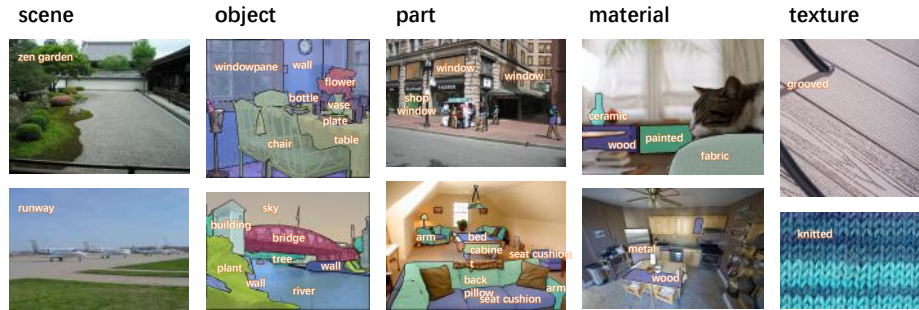 scene
object
part
material
texture
zen garden
windowpane
wall
flower
bottle
vase
plate
chair
table
window
window
shop
window
ceramic
wood
painted
fabric
grooved
runway
sky
building
bridge
tree
wall
plant
wall
river
arm
bed
cabine
t
seat cushion
back
pillow
seat cushion
arm
metal
wood
knitted